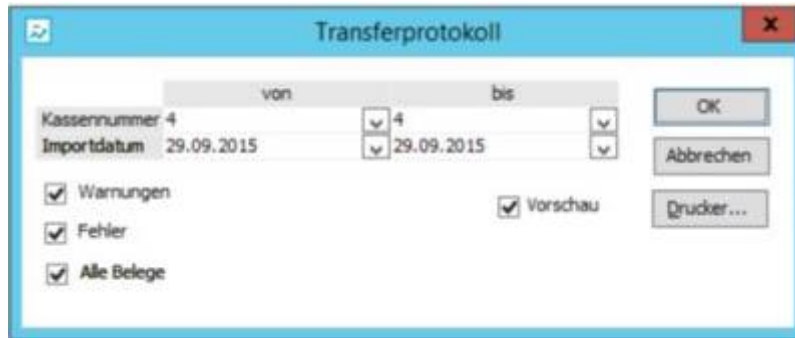 Transferprotokoll
x
von bis
Kassennummer 4 4
Importdatum 29.09.2015 29.09.2015
OK
Abbrechen
Warnungen
Vorschau
Drucker...
Fehler
Alle Belege